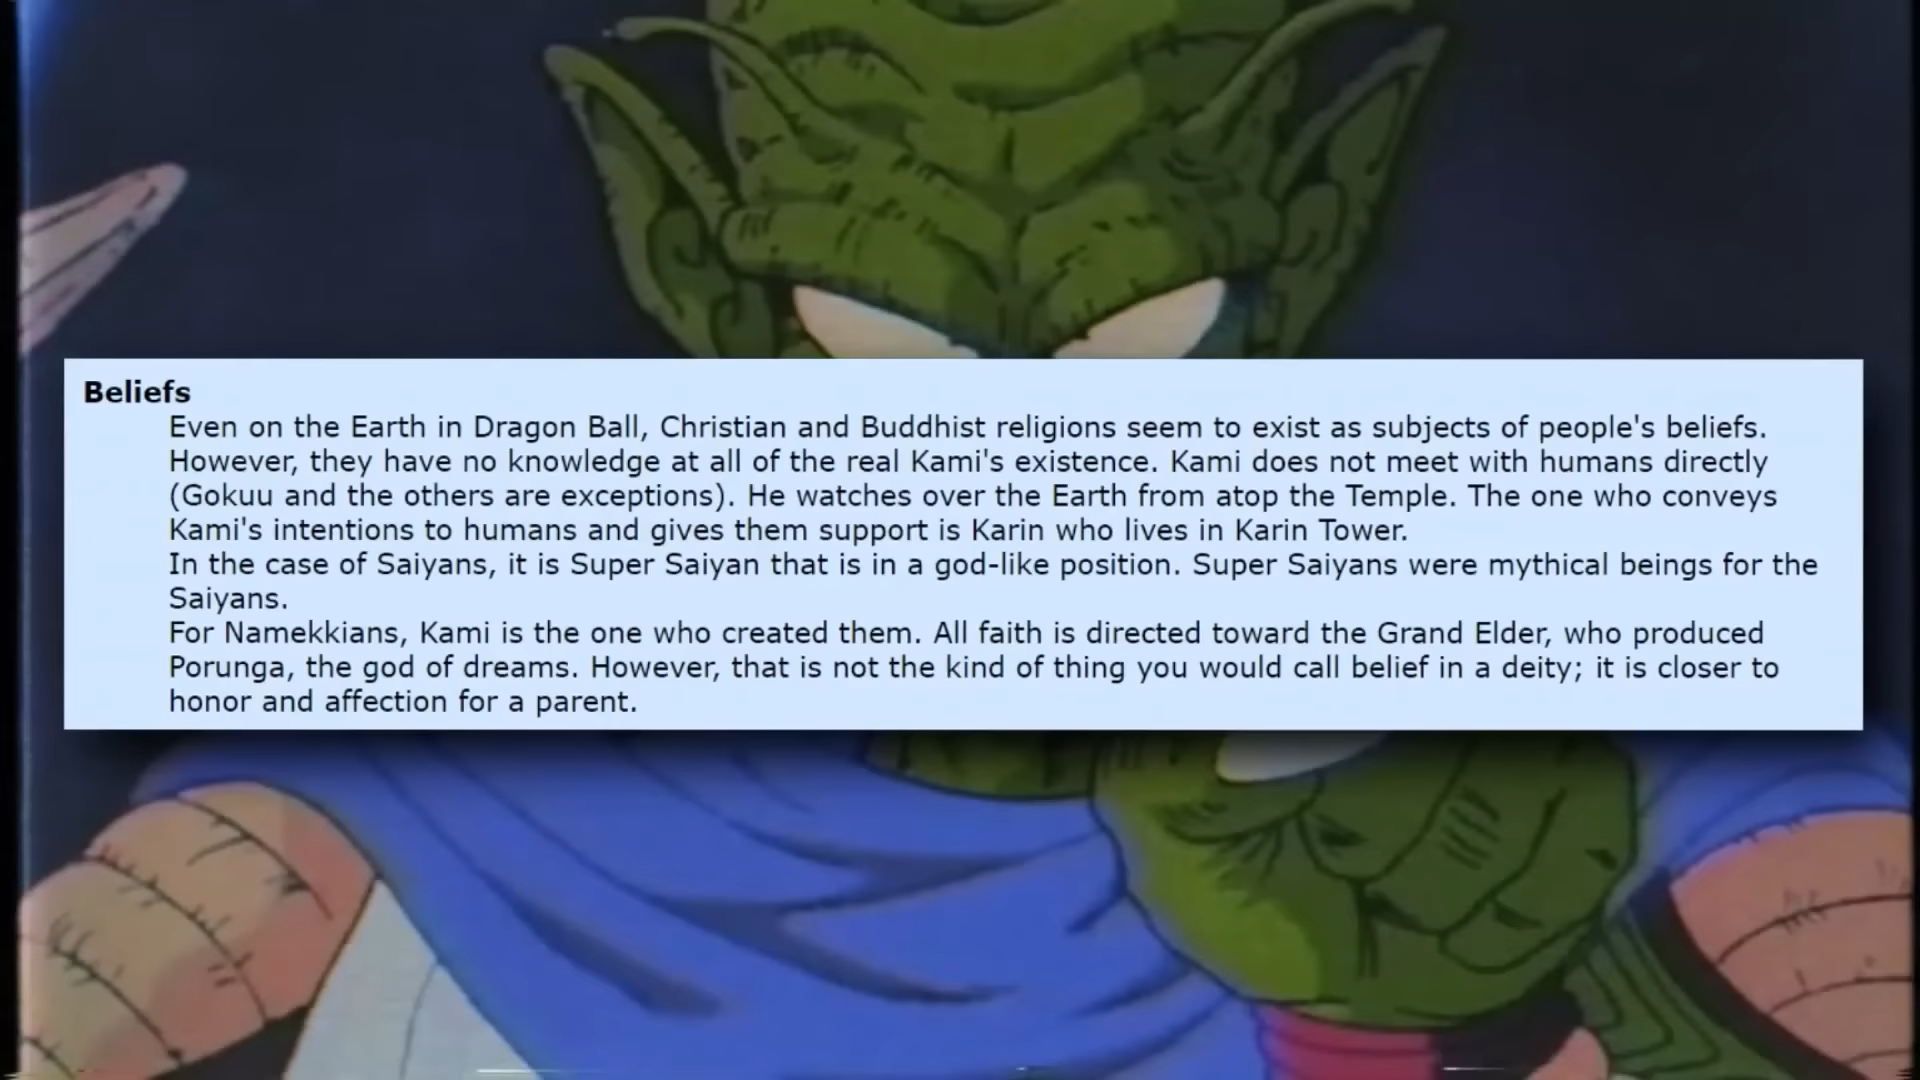 Beliefs
Even on the Earth in Dragon Ball, Christian and Buddhist religions seem to exist as subjects of people's beliefs.
However, they have no knowledge at all of the real Kami's existence. Kami does not meet with humans directly
(Gokuu and the others are exceptions). He watches over the Earth from atop the Temple. The one who conveys
Kami's intentions to humans and gives them support is Karin who lives in Karin Tower.
In the case of Saiyans, it is Super Saiyan that is in a god-like position. Super Saiyans were mythical beings for the
Saiyans.
For Namekkians, Kami is the one who created them. All faith is directed toward the Grand Elder, who produced
Porunga, the god of dreams. However, that is not the kind of thing you would call belief in a deity; it is closer to
honor and affection for a parent.